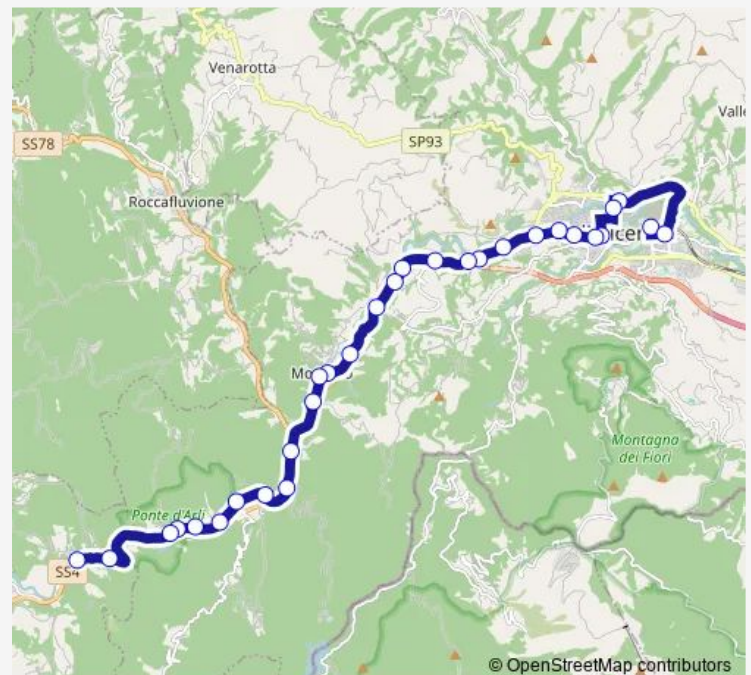 Venarotta
Valle
SS78
SP93
Roccafluvione
Montagna
dei Fiori
Ponte d'Arli
SS4
© OpenStreetMap contributors